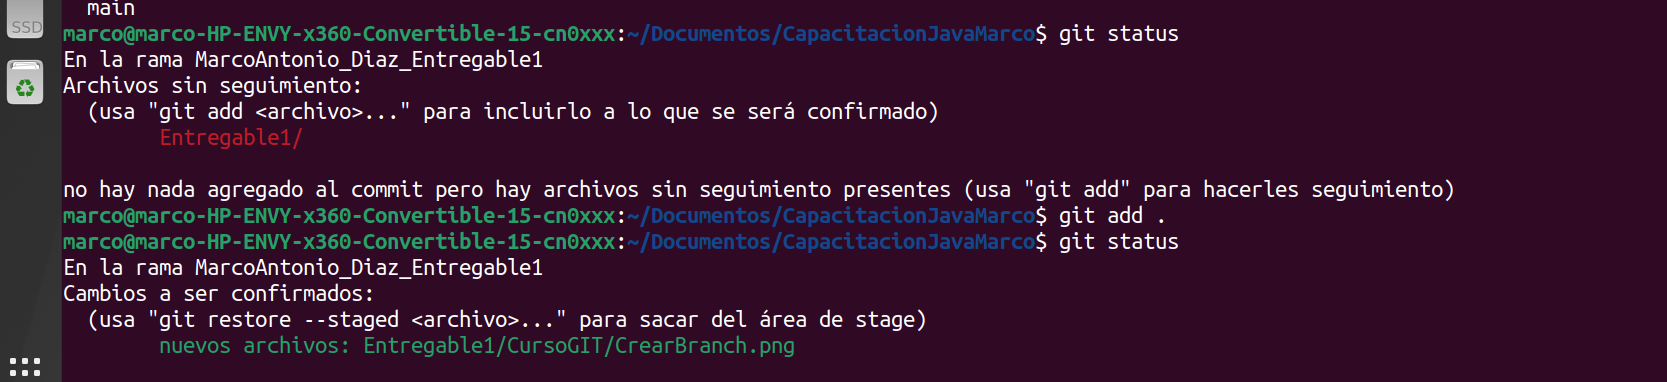 main
SSD
marco@marco-HP-ENVY-x360-Convertible-15-cn0xxx:~/Documentos/CapacitacionJavaMarco$ git status
En la rama MarcoAntonio_Diaz_Entregable1
Archivos sin seguimiento:
(usa "git add <archivo>..." para incluirlo a lo que se será confirmado)
Entregable1/
no hay nada agregado al commit pero hay archivos sin seguimiento presentes (usa "git add" para hacerles seguimiento)
marco@marco-HP-ENVY-x360-Convertible-15-cn0xxx:~/Documentos/CapacitacionJavaMarco$ git add .
marco@marco-HP-ENVY-x360-Convertible-15-cn0xxx:~/Documentos/CapacitacionJavaMarco$ git status
En la rama MarcoAntonio_Diaz_Entregable1
Cambios a ser confirmados:
(usa "git restore --staged <archivo>..." para sacar del área de stage)
nuevos archivos: Entregable1/CursoGIT/CrearBranch.png